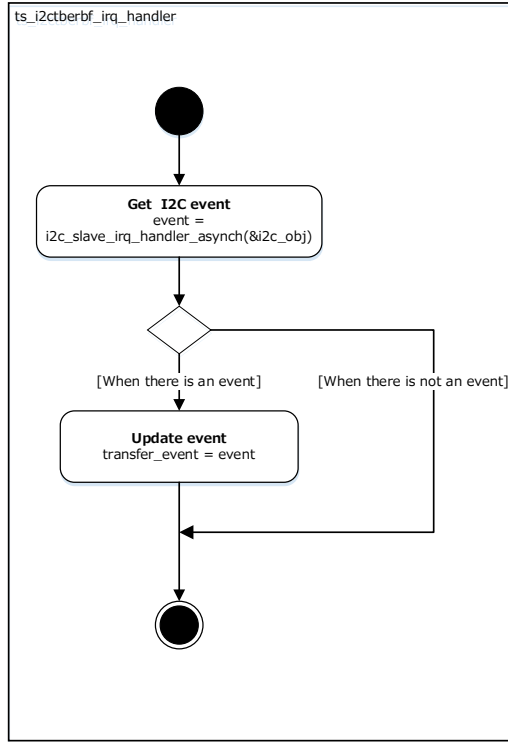 ts_i2ctberbf_irq_handler
Get  I2C event
event =
i2c_slave_irq_handler_asynch(&i2c_obj)
[When there is an event]
[When there is not an event]
Update event
transfer_event = event